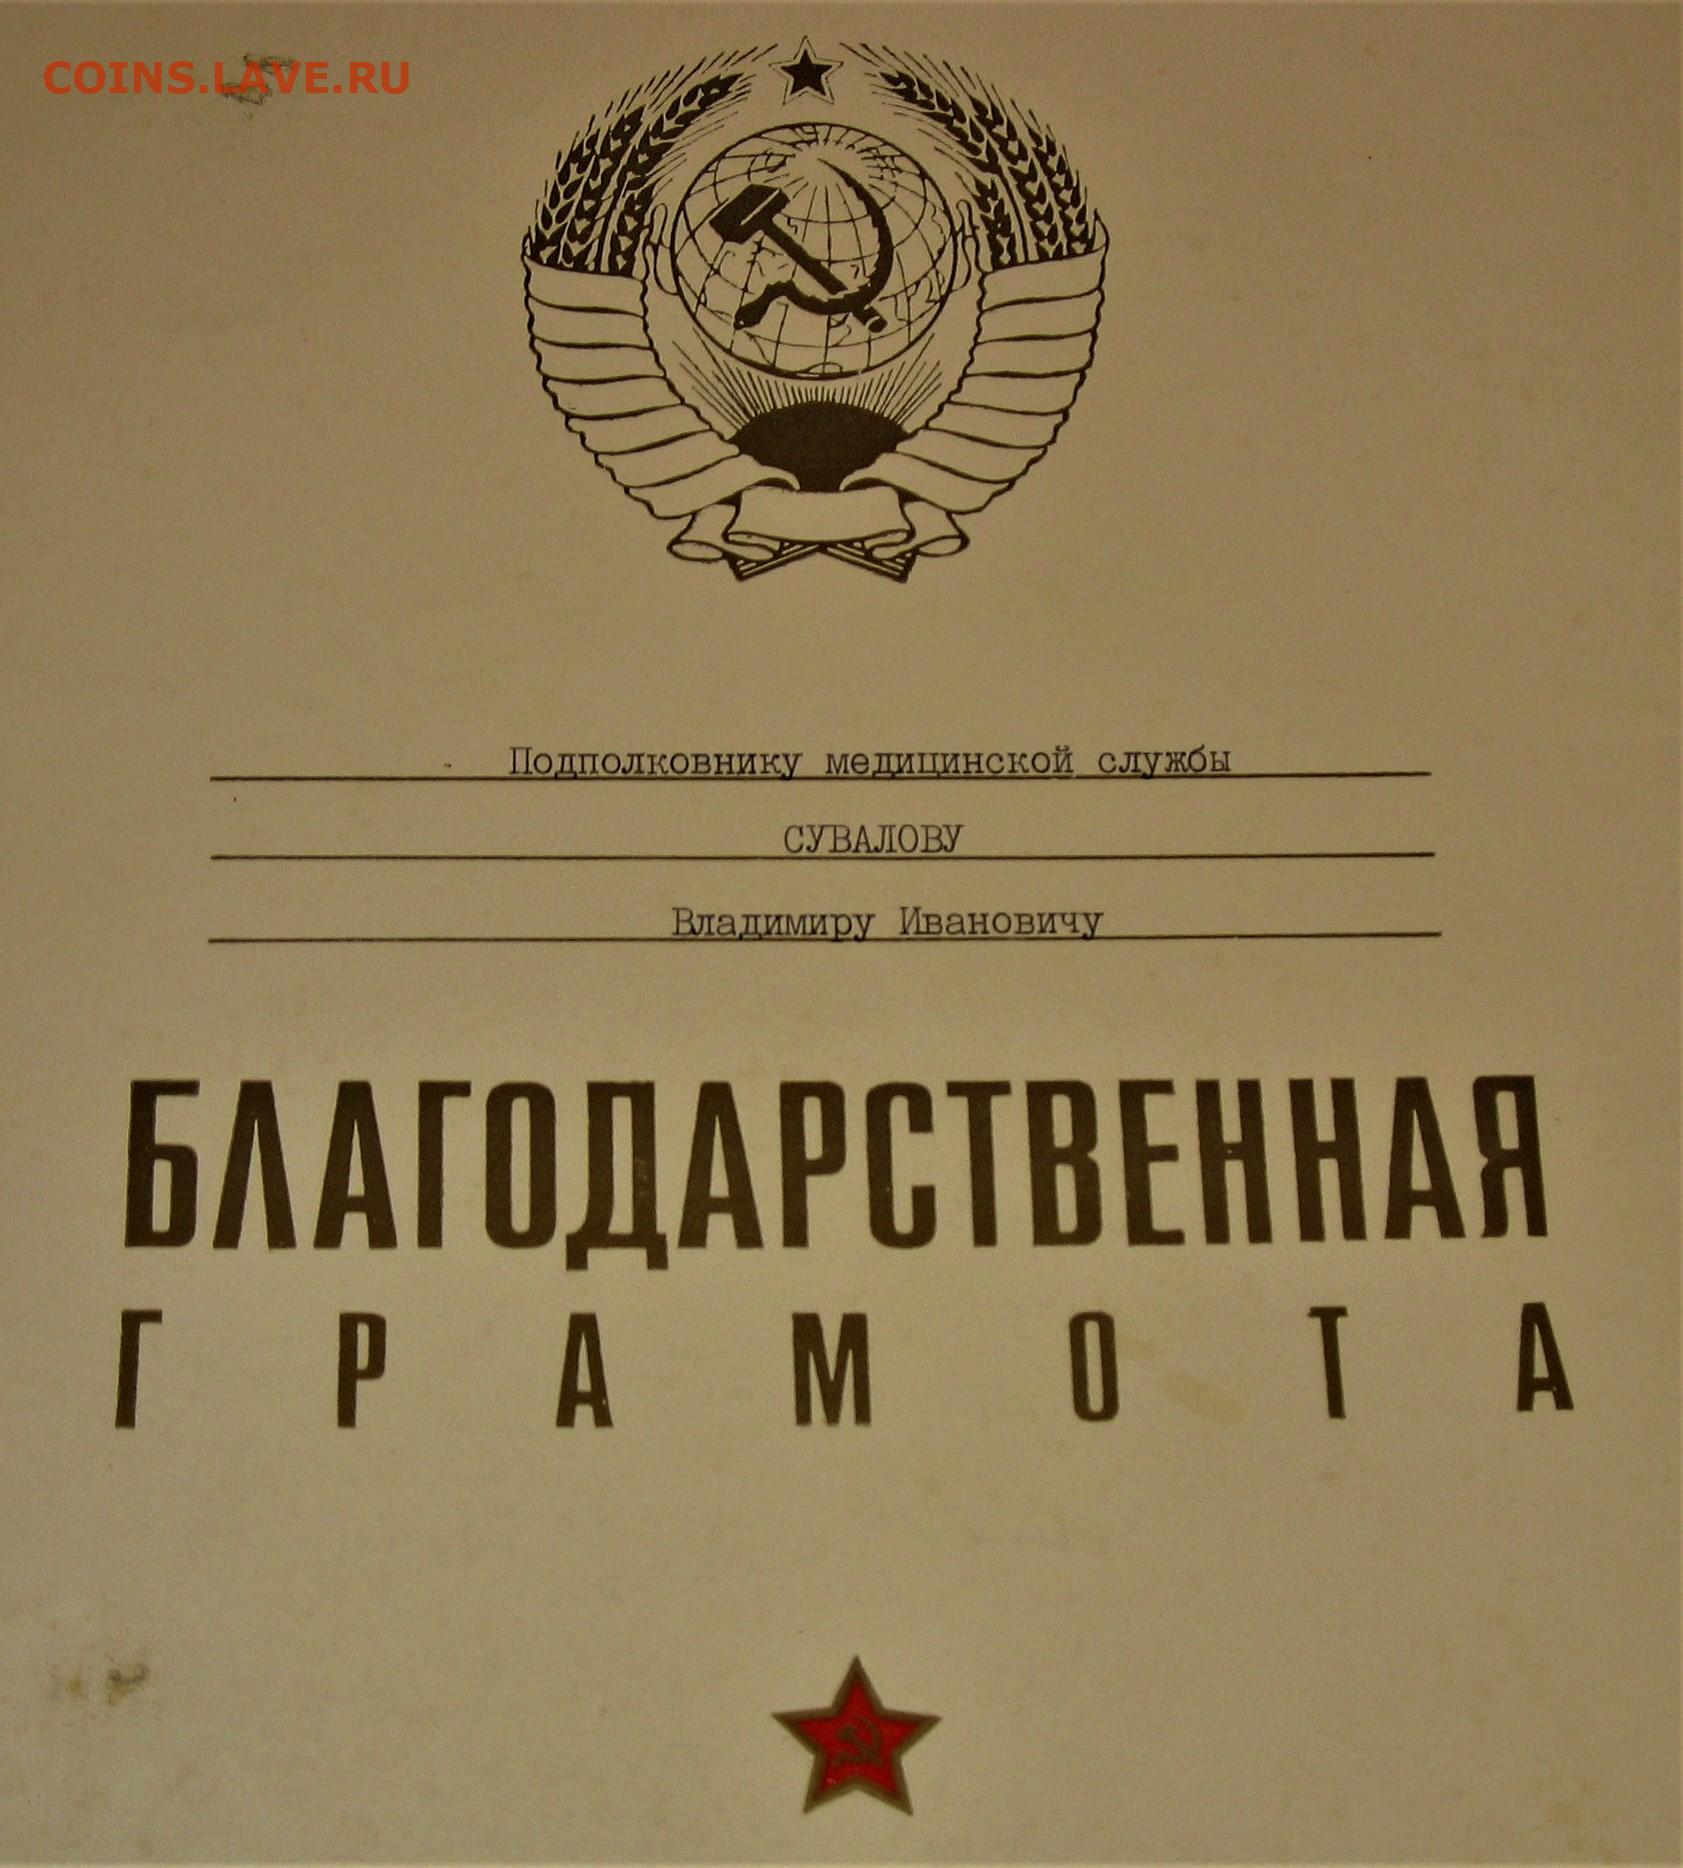 COINS.LAVE.RU
Подполковнику медицинской службы
СУВАЛОВУ
Владимиру Ивановичу
БЛАГОДАРСТВЕННАЯ
ГРАМОТА